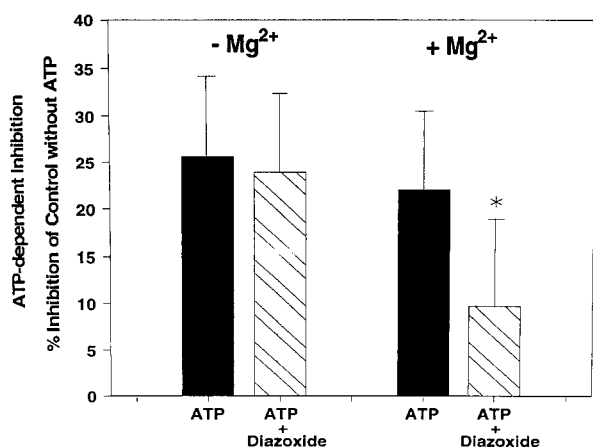 ATP-dependent Inhibition
% Inhibition of Control without ATP
40
35
30
25
20
15
10
5
0
- Mg²⁺
+ Mg²⁺
*
ATP
ATP
+
Diazoxide
ATP
ATP
+
Diazoxide